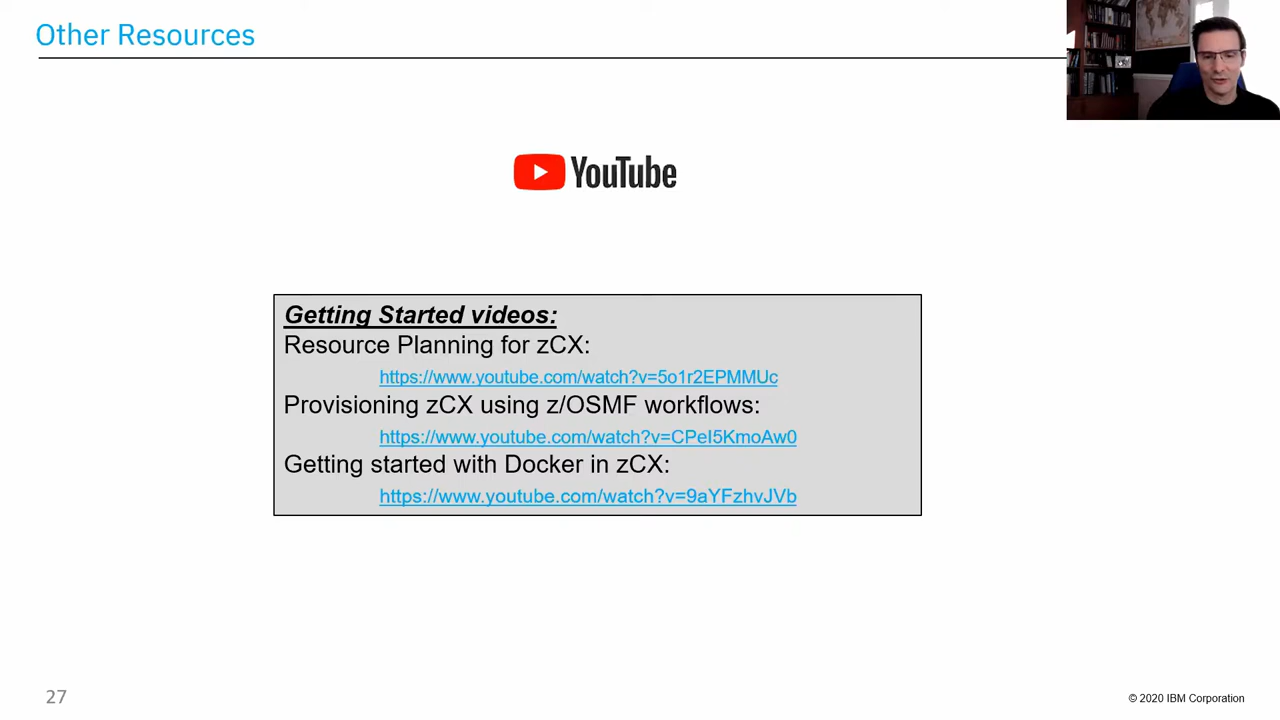 Other Resources
YouTube
Getting Started videos:
Resource Planning for zCX:
https://www.youtube.com/watch?v=5o1r2EPMMUc
Provisioning zCX using z/OSMF workflows:
https://www.youtube.com/watch?v=CPeI5KmoAw0
Getting started with Docker in zCX:
https://www.youtube.com/watch?v=9aYFzhvJVb
27
© 2020 IBM Corporation